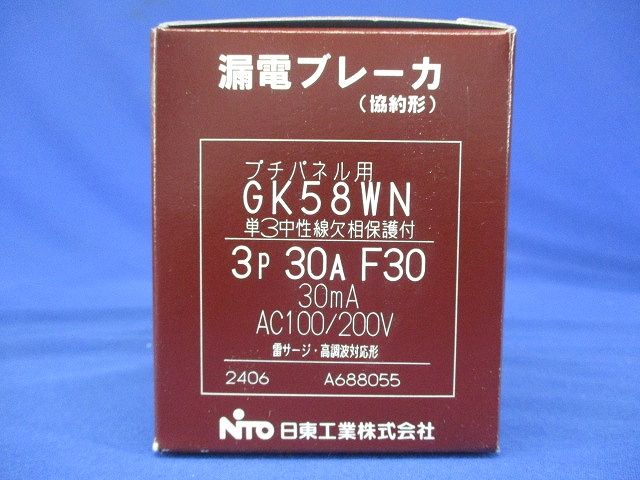 漏電ブレーカ
（協約形）
プチパネル用
GK58WN
単3中性線欠相保護付
3P 30A F30
30mA
AC100/200V
雷サージ・高調波対応形
2406 A688055
NITO 日東工業株式会社